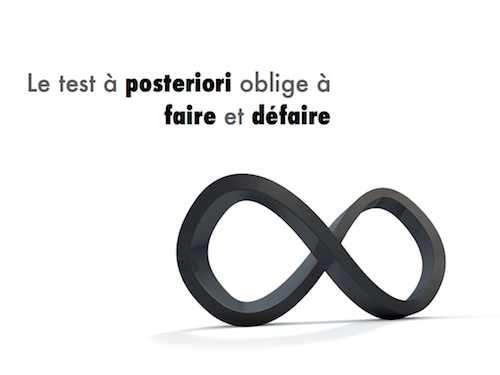 Le test à posteriori oblige à
faire et défaire